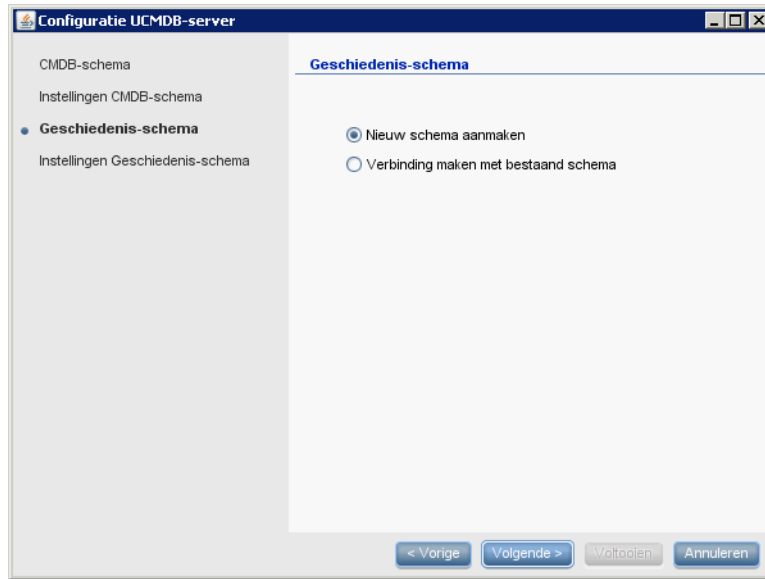 Configuratie UCMDB-server
CMDB-schema
Instellingen CMDB-schema
Geschiedenis-schema
Instellingen Geschiedenis-schema
Geschiedenis-schema
Nieuw schema aanmaken
Verbinding maken met bestaand schema
< Vorige
Volgende >
Voltooien
Annuleren